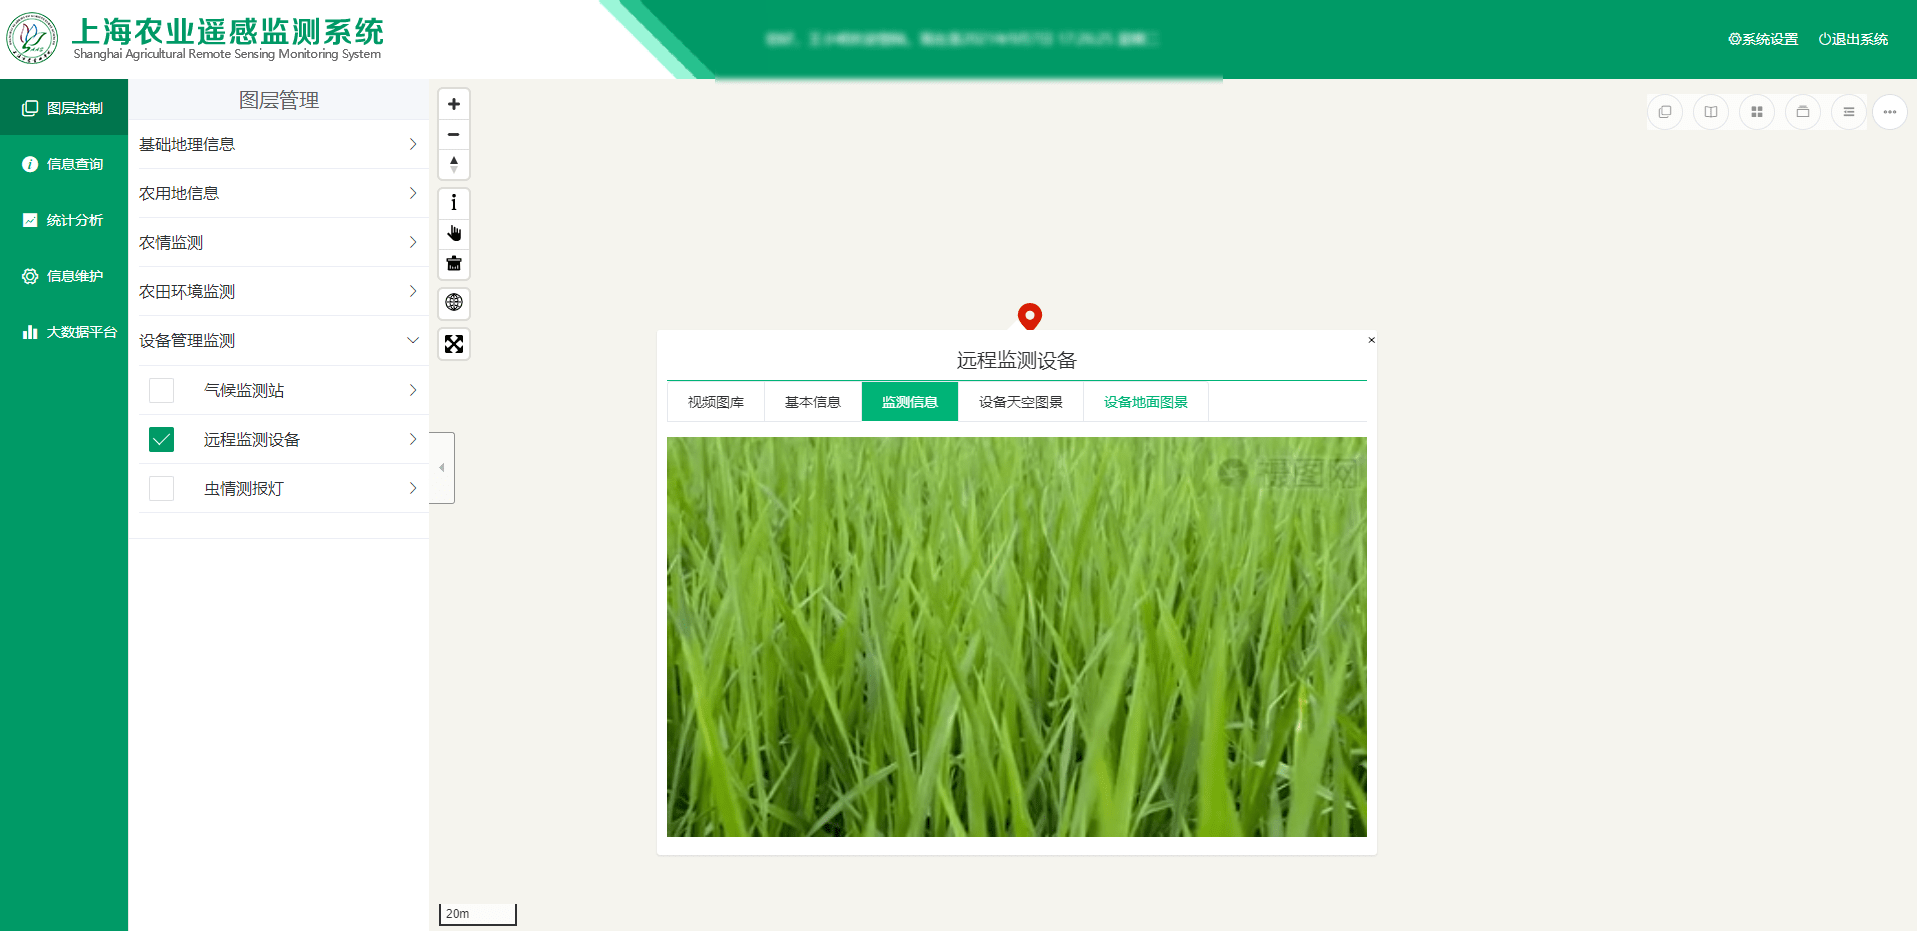 上海农业遥感监测系统
Shanghai Agricultural Remote Sensing Monitoring System
系统设置
退出系统
图层控制
信息查询
统计分析
信息维护
大数据平台
图层管理
基础地理信息
农用地信息
农情监测
农田环境监测
设备管理监测
气候监测站
远程监测设备
虫情测报灯
远程监测设备
×
视频图库
基本信息
监测信息
设备天空图景
设备地面图景
20m